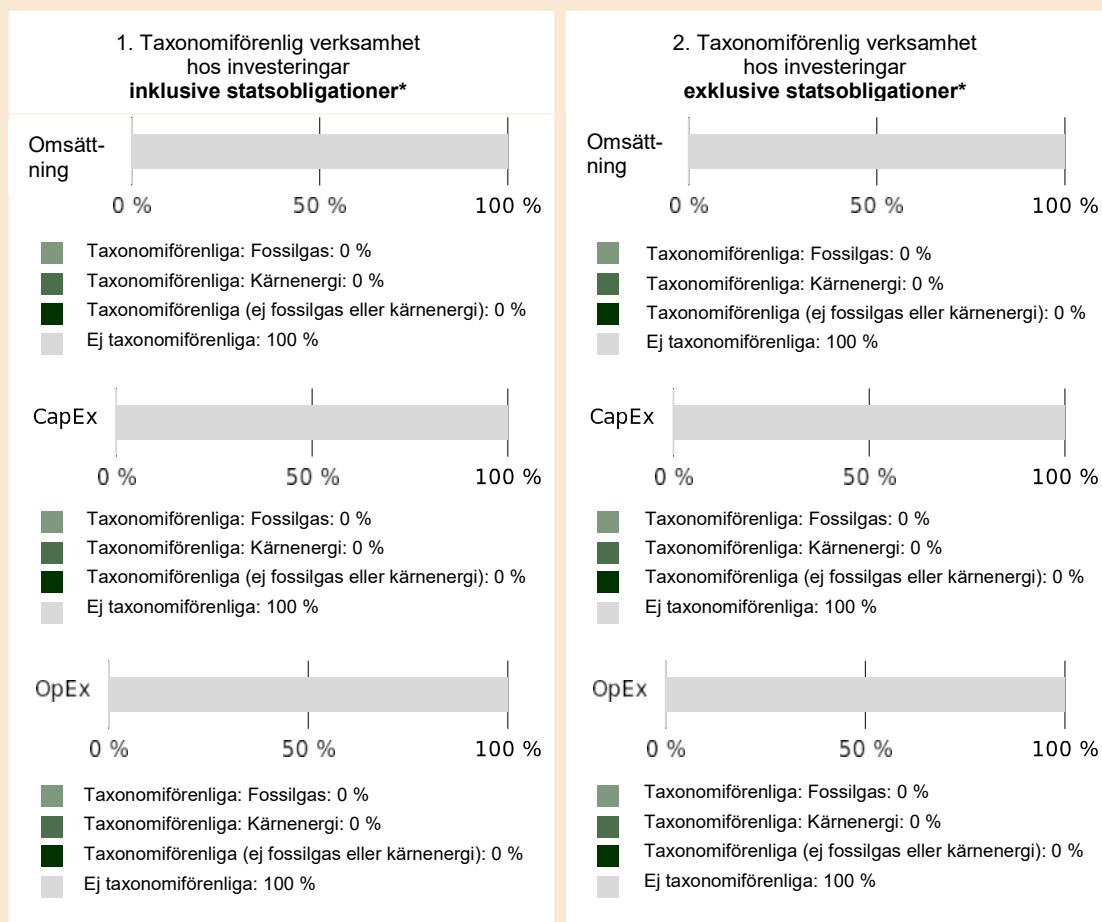 1. Taxonomiförenlig verksamhet
hos investeringar
inklusive statsobligationer*
Omsätt-
ning
0 % 50 % 100 %
Taxonomiförenliga: Fossilgas: 0 %
Taxonomiförenliga: Kärnenergi: 0 %
Taxonomiförenliga (ej fossilgas eller kärnenergi): 0 %
Ej taxonomiförenliga: 100 %
CapEx
0 % 50 % 100 %
Taxonomiförenliga: Fossilgas: 0 %
Taxonomiförenliga: Kärnenergi: 0 %
Taxonomiförenliga (ej fossilgas eller kärnenergi): 0 %
Ej taxonomiförenliga: 100 %
OpEx
0 % 50 % 100 %
Taxonomiförenliga: Fossilgas: 0 %
Taxonomiförenliga: Kärnenergi: 0 %
Taxonomiförenliga (ej fossilgas eller kärnenergi): 0 %
Ej taxonomiförenliga: 100 %
2. Taxonomiförenlig verksamhet
hos investeringar
exklusive statsobligationer*
Omsätt-
ning
0 % 50 % 100 %
Taxonomiförenliga: Fossilgas: 0 %
Taxonomiförenliga: Kärnenergi: 0 %
Taxonomiförenliga (ej fossilgas eller kärnenergi): 0 %
Ej taxonomiförenliga: 100 %
CapEx
0 % 50 % 100 %
Taxonomiförenliga: Fossilgas: 0 %
Taxonomiförenliga: Kärnenergi: 0 %
Taxonomiförenliga (ej fossilgas eller kärnenergi): 0 %
Ej taxonomiförenliga: 100 %
OpEx
0 % 50 % 100 %
Taxonomiförenliga: Fossilgas: 0 %
Taxonomiförenliga: Kärnenergi: 0 %
Taxonomiförenliga (ej fossilgas eller kärnenergi): 0 %
Ej taxonomiförenliga: 100 %